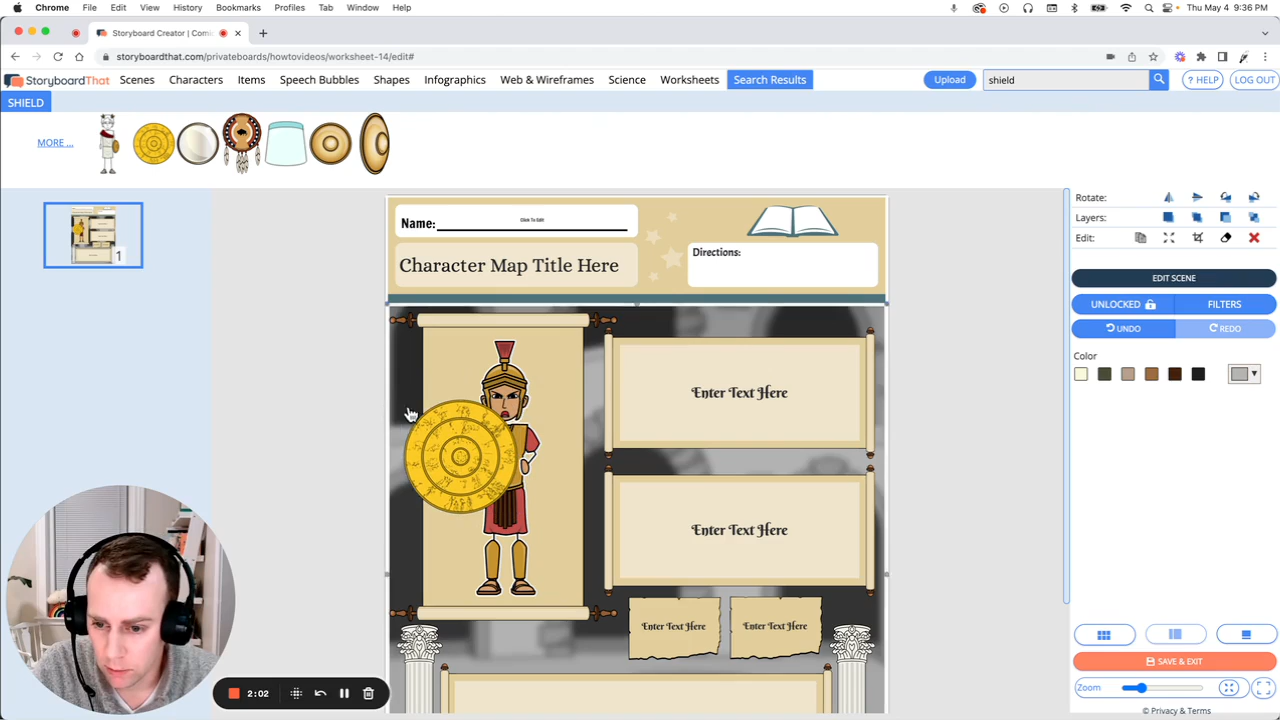 Chrome File Edit View History Bookmarks Profiles Tab Window Help Thu May 4 9:36 PM
Storyboard Creator | Comi
storyboardthat.com/privateboards/howtovideos/worksheet-14/edit#
StoryboardThat Scenes Characters Items Speech Bubbles Shapes Infographics Web & Wireframes Science Worksheets Search Results Upload shield ? HELP LOG OUT
SHIELD
MORE ...
1
Name: Click To Edit
Character Map Title Here
Directions:
Enter Text Here
Enter Text Here
Enter Text Here Enter Text Here
Rotate:
Layers:
Edit:
EDIT SCENE
UNLOCKED FILTERS
UNDO REDO
Color
SAVE & EXIT
Zoom
© Privacy & Terms
2:02